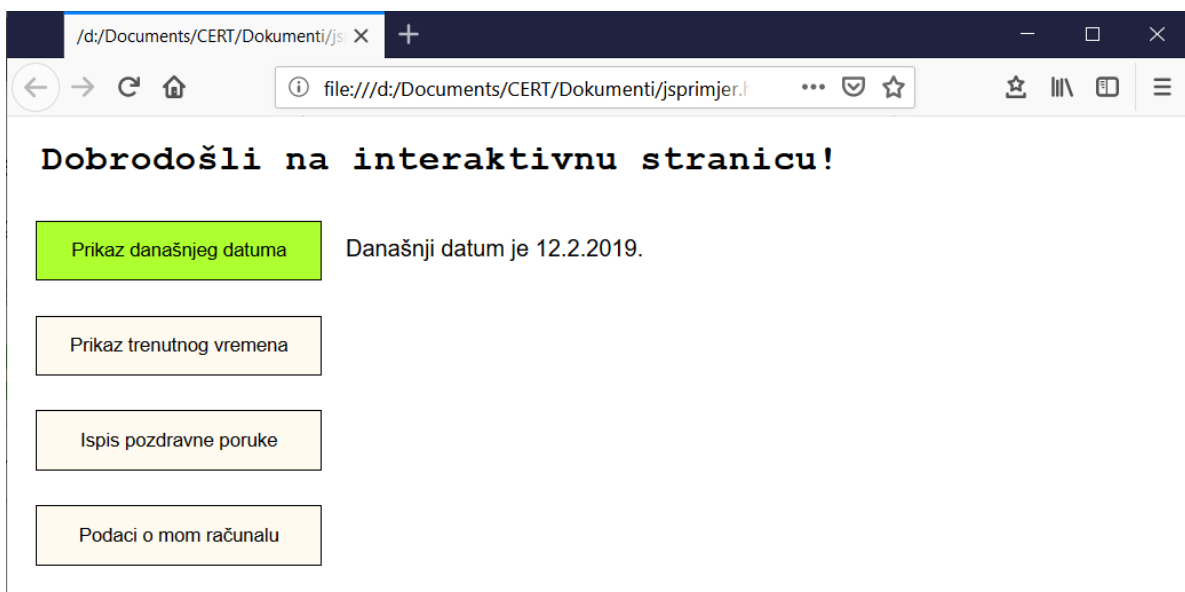 /d:/Documents/CERT/Dokumenti/js
file:///d:/Documents/CERT/Dokumenti/jsprimjer.h
Dobrodošli na interaktivnu stranicu!
Prikaz današnjeg datuma
Današnji datum je 12.2.2019.
Prikaz trenutnog vremena
Ispis pozdravne poruke
Podaci o mom računalu